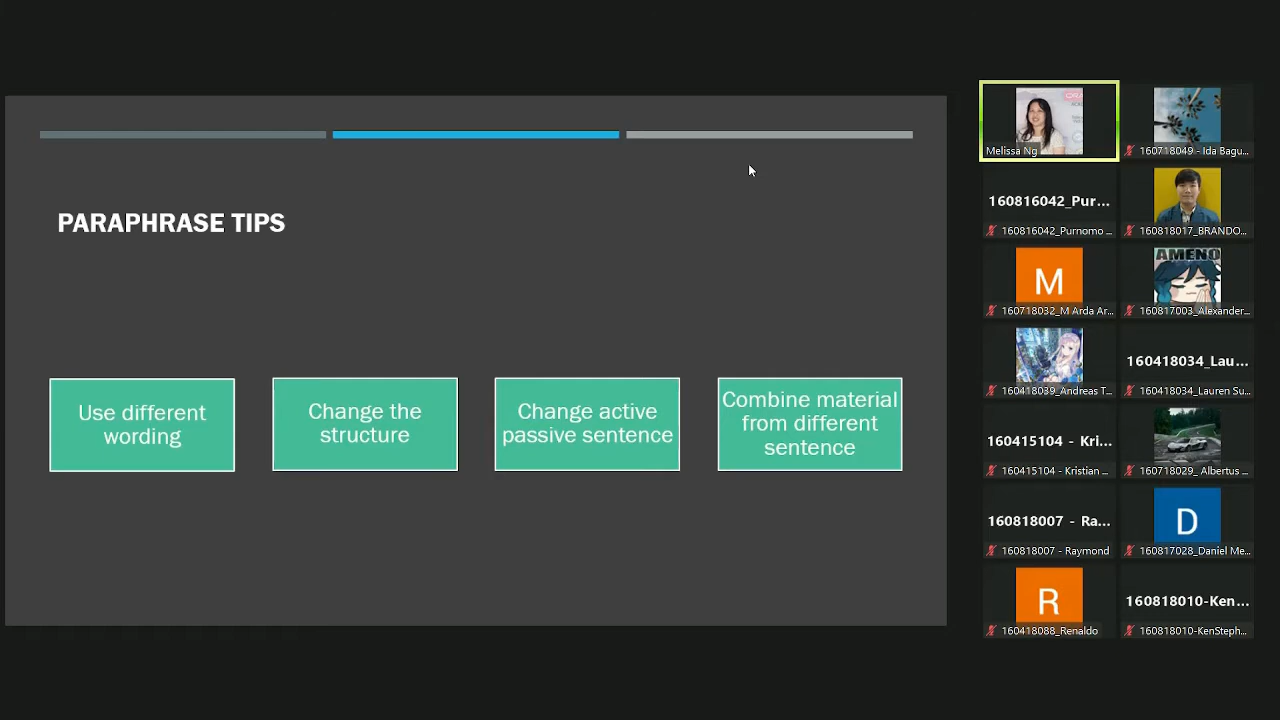 PARAPHRASE TIPS
Use different
wording
Change the
structure
Change active
passive sentence
Combine material
from different
sentence
Melissa Ng
160718049 - Ida Bagu...
160816042_Pur...
160816042_Purnomo ...
160818017_BRANDO...
M
160718032_M Arda Ar...
AMENO
160817003_Alexander...
160418039_Andreas T...
160418034_Lau...
160418034_Lauren Su...
160415104 - Kri...
160415104 - Kristian ...
160718029_ Albertus ...
160818007 - Ra...
160818007 - Raymond
D
160817028_Daniel Me...
R
160418088_Renaldo
160818010-Ken...
160818010-KenSteph...